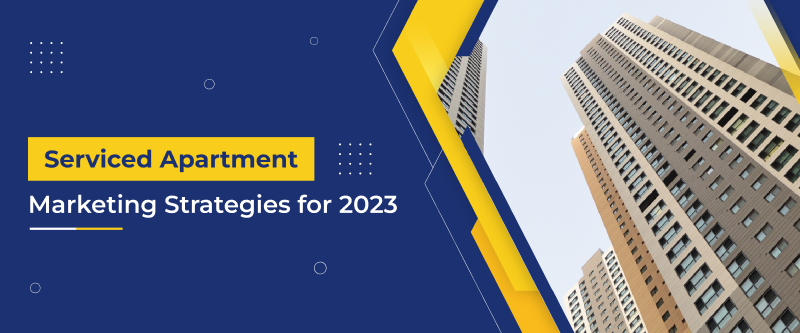 Serviced Apartment
Marketing Strategies for 2023